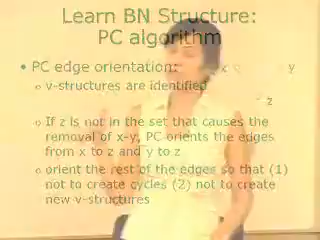 Learn BN Structure:
PC algorithm
• PC edge orientation: x y
o v-structures are identified
z
o If z is not in the set that causes the
removal of x-y, PC orients the edges
from x to z and y to z
o orient the rest of the edges so that (1)
not to create cycles (2) not to create
new v-structures